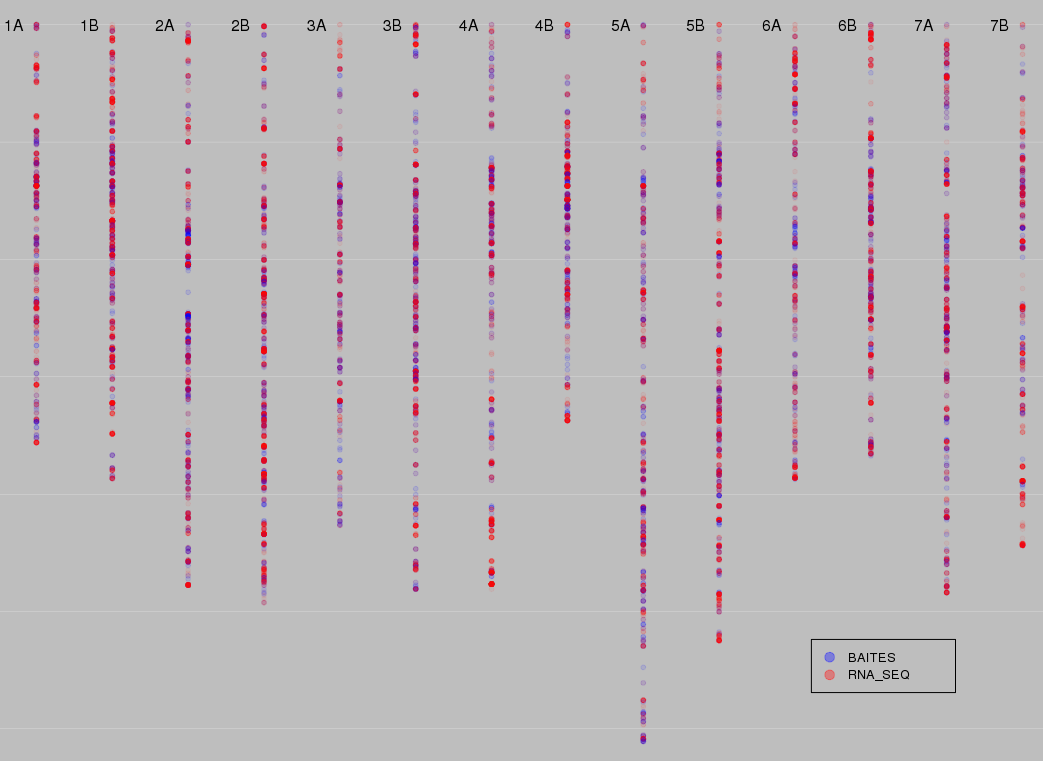 1A 1B 2A 2B 3A 3B 4A 4B 5A 5B 6A 6B 7A 7B
BAITES
RNA_SEQ